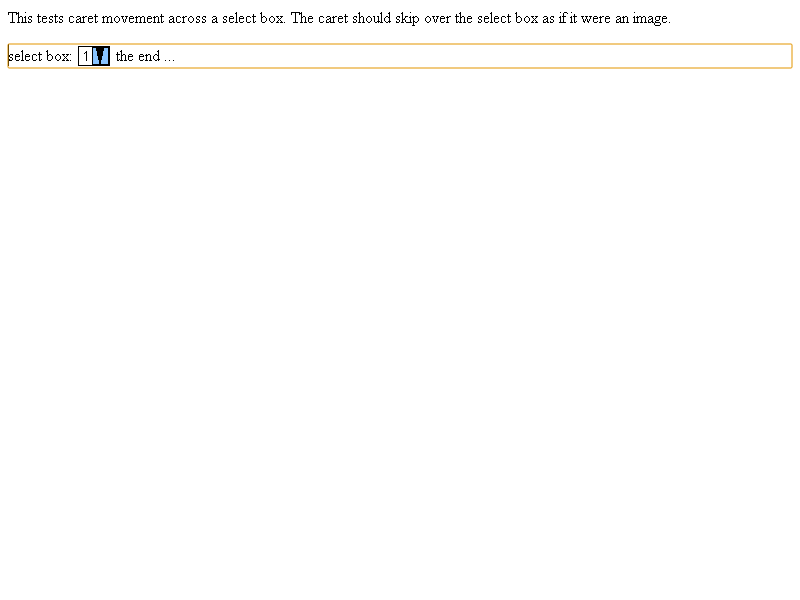 This tests caret movement across a select box. The caret should skip over the select box as if it were an image.
select box: 1 the end ...